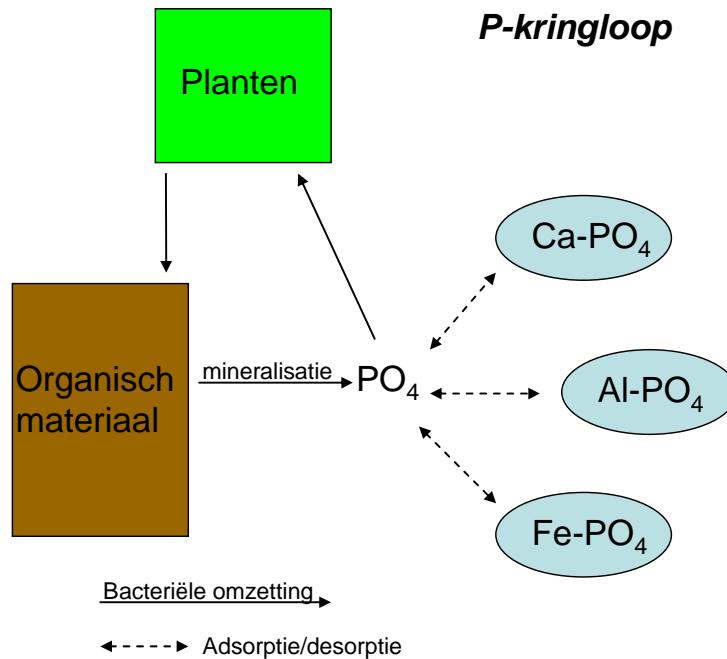 P-kringloop
Planten
Ca-PO₄
Organisch
materiaal
mineralisatie
PO₄
Al-PO₄
Fe-PO₄
Bacteriële omzetting
Adsorptie/desorptie